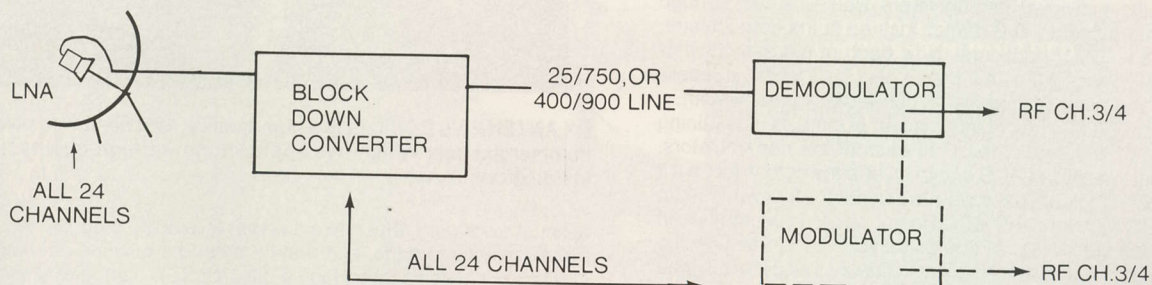 LNA
ALL 24
CHANNELS
BLOCK
DOWN
CONVERTER
25/750,OR
400/900 LINE
DEMODULATOR
RF CH.3/4
MODULATOR
RF CH.3/4
ALL 24 CHANNELS